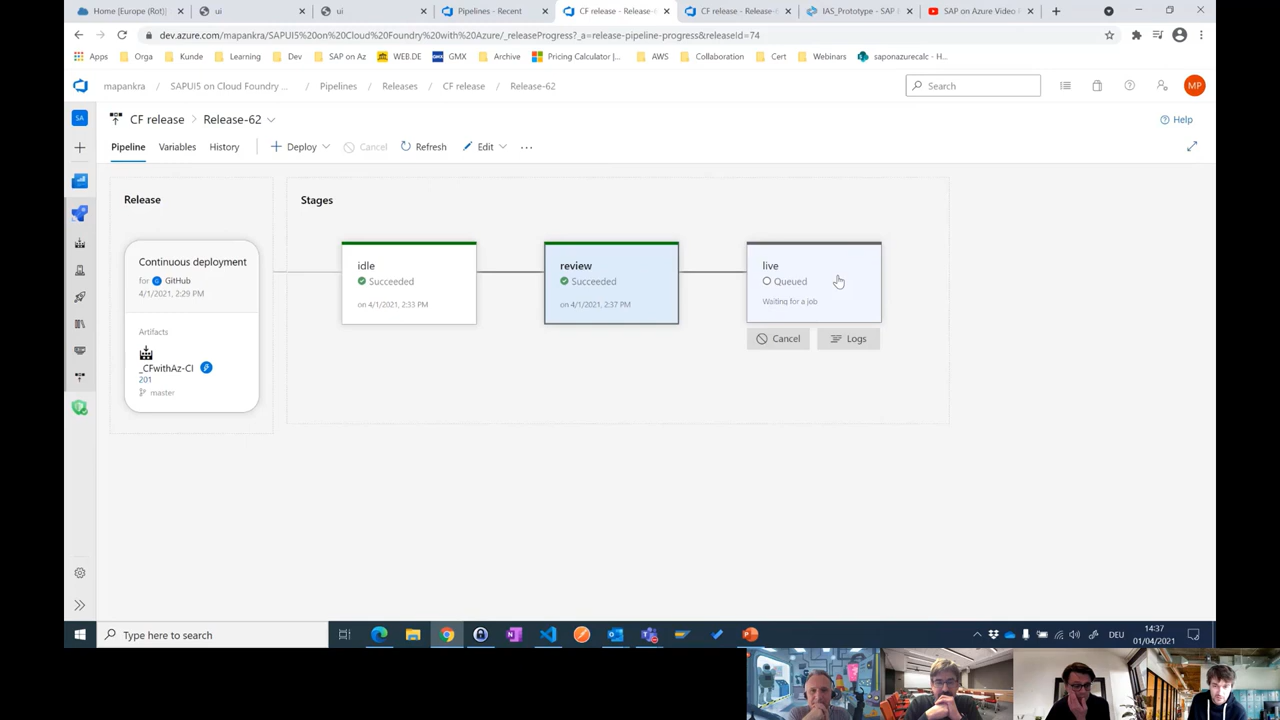 Home [Europe (Rot)]
ui
ui
Pipelines - Recent
CF release - Release-6
CF release - Release-
IAS_Prototype - SAP
SAP on Azure Video
dev.azure.com/mapankra/SAPUI5%20on%20Cloud%20Foundry%20with%20Azure/_releaseProgress?_a=release-pipeline-progress&releaseId=74
Apps
Orga
Kunde
Learning
Dev
SAP on Az
WEB.DE
GMX
Archive
Pricing Calculator |...
AWS
Collaboration
Cert
Webinars
saponazurecalc - H...
mapankra / SAPUI5 on Cloud Foundry ... / Pipelines / Releases / CF release / Release-62
Search
MP
SA
CF release > Release-62
Help
Pipeline
Variables
History
Deploy
Cancel
Refresh
Edit
Release
Stages
Continuous deployment
for GitHub
4/1/2021, 2:29 PM
Artifacts
_CFwithAz-CI
201
master
idle
Succeeded
on 4/1/2021, 2:33 PM
review
Succeeded
on 4/1/2021, 2:37 PM
live
Queued
Waiting for a job
Cancel
Logs
Type here to search
DEU
14:37
01/04/2021